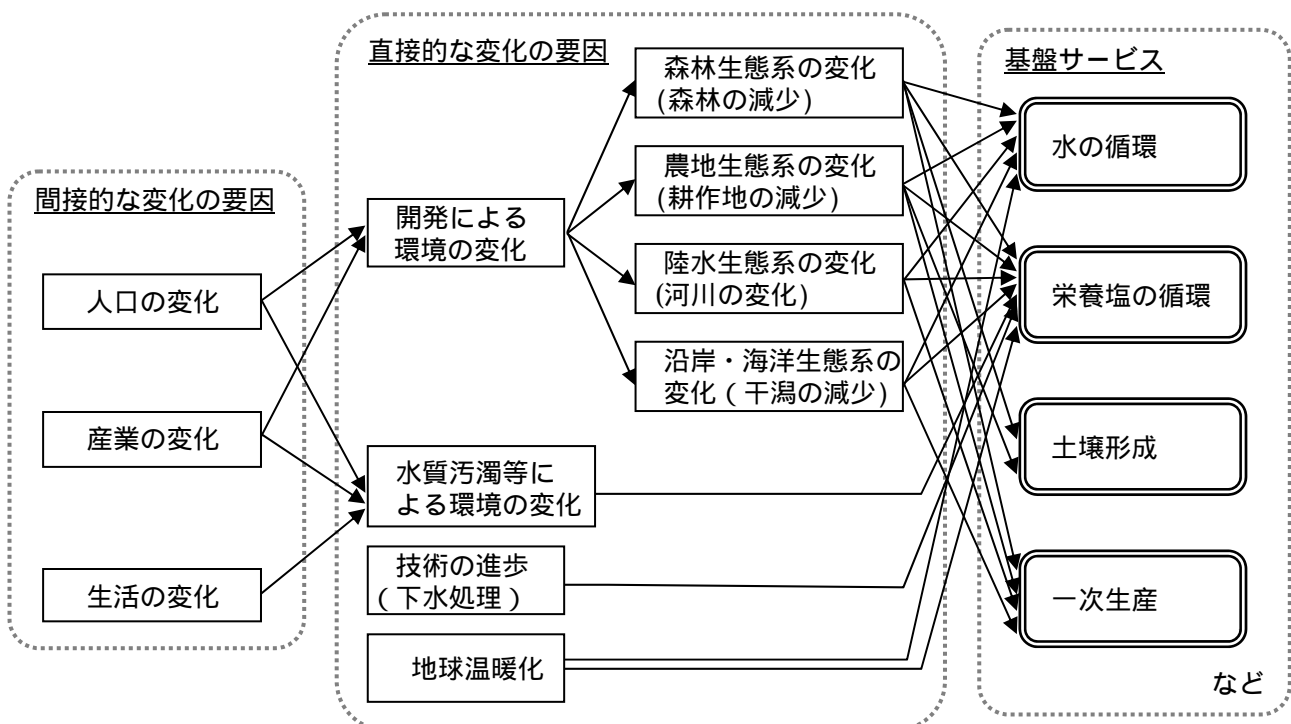 間接的な変化の要因
人口の変化
産業の変化
生活の変化
直接的な変化の要因
開発による
環境の変化
水質汚濁等に
よる環境の変化
技術の進歩
(下水処理)
地球温暖化
森林生態系の変化
(森林の減少)
農地生態系の変化
(耕作地の減少)
陸水生態系の変化
(河川の変化)
沿岸・海洋生態系の
変化(干潟の減少)
基盤サービス
水の循環
栄養塩の循環
土壌形成
一次生産
など